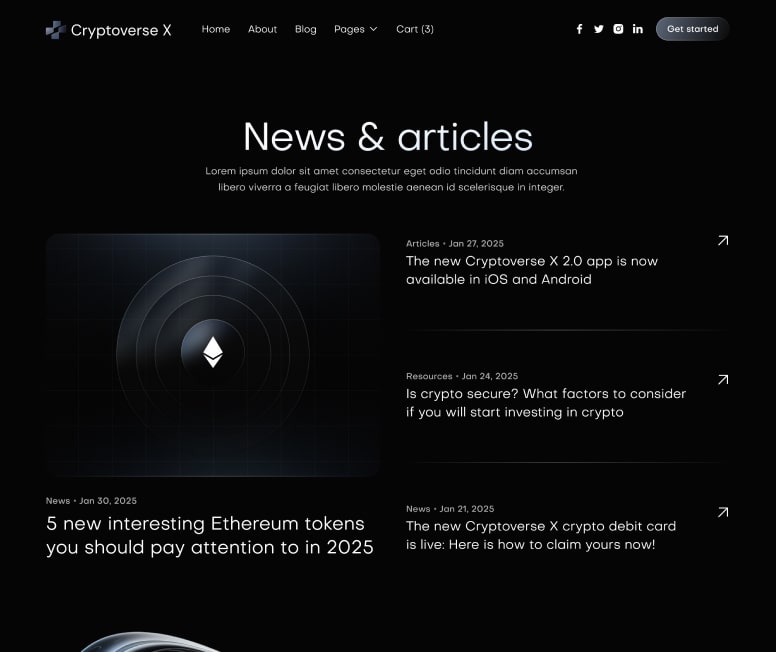 Cryptoverse X
Home
About
Blog
Pages
Cart (3)
Get started
News & articles
Lorem ipsum dolor sit amet consectetur eget odio tincidunt diam accumsan
libero viverra a feugiat libero molestie aenean id scelerisque in integer.
News • Jan 30, 2025
5 new interesting Ethereum tokens
you should pay attention to in 2025
Articles • Jan 27, 2025
The new Cryptoverse X 2.0 app is now
available in iOS and Android
Resources • Jan 24, 2025
Is crypto secure? What factors to consider
if you will start investing in crypto
News • Jan 21, 2025
The new Cryptoverse X crypto debit card
is live: Here is how to claim yours now!